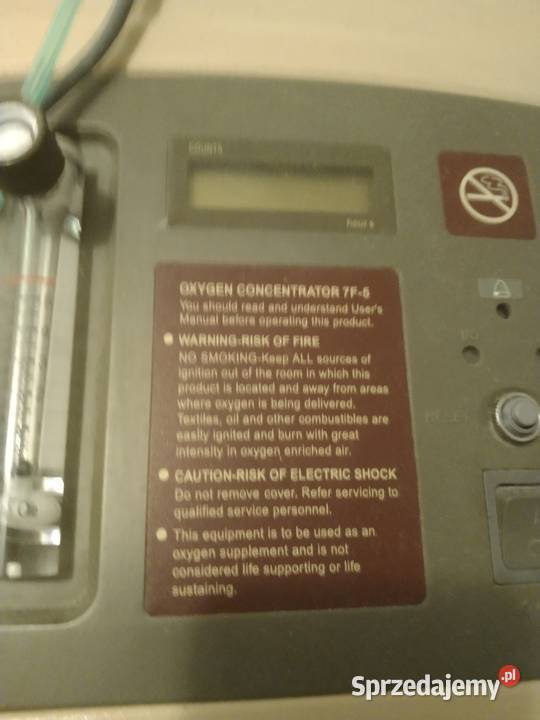 COUNTS
hours
OXYGEN CONCENTRATOR 7F-5
You should read and understand User's
Manual before operating this product.
WARNING-RISK OF FIRE
NO SMOKING-Keep ALL sources of
ignition out of the room in which this
product is located and away from areas
where oxygen is being delivered.
Textiles, oil and other combustibles are
easily ignited and burn with great
intensity in oxygen enriched air.
CAUTION-RISK OF ELECTRIC SHOCK
Do not remove cover. Refer servicing to
qualified service personnel.
This equipment is to be used as an
oxygen supplement and is not
considered life supporting or life
sustaining.
RESET
Sprzedajemy.pl